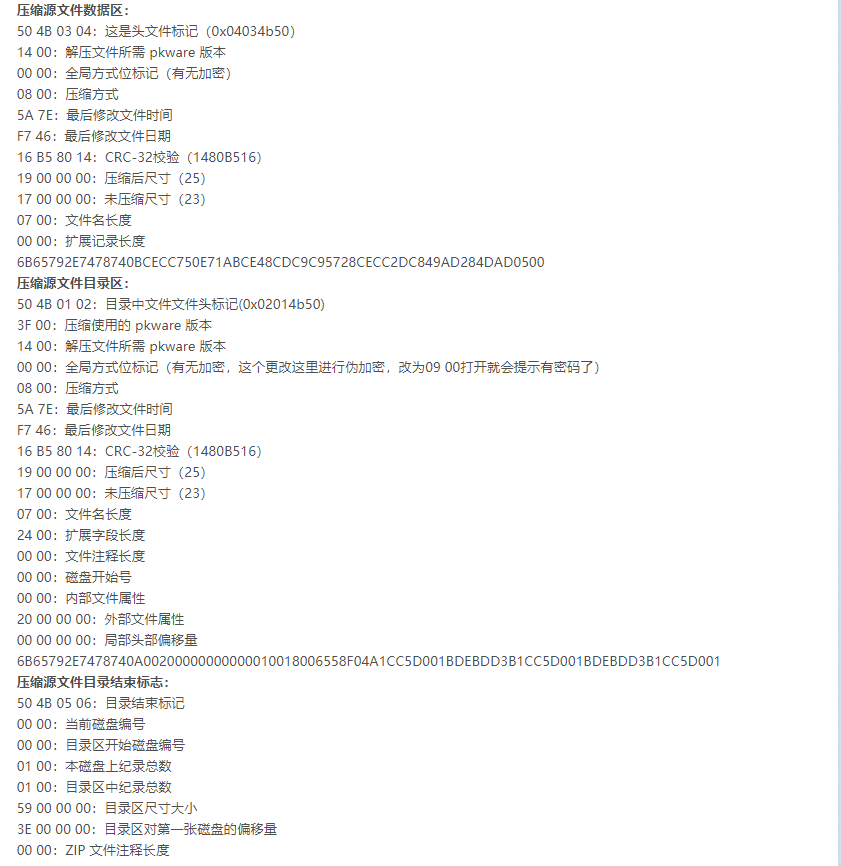 压缩源文件数据区：
50 4B 03 04：这是头文件标记（0x04034b50）
14 00：解压文件所需 pkware 版本
00 00：全局方式位标记（有无加密）
08 00：压缩方式
5A 7E：最后修改文件时间
F7 46：最后修改文件日期
16 B5 80 14：CRC-32校验（1480B516）
19 00 00 00：压缩后尺寸（25）
17 00 00 00：未压缩尺寸（23）
07 00：文件名长度
00 00：扩展记录长度
6B65792E7478740BCECC750E71ABCE48CDC9C95728CECC2DC849AD284DAD0500
压缩源文件目录区：
50 4B 01 02：目录中文件文件头标记(0x02014b50)
3F 00：压缩使用的 pkware 版本
14 00：解压文件所需 pkware 版本
00 00：全局方式位标记（有无加密，这个更改这里进行伪加密，改为09 00打开就会提示有密码了）
08 00：压缩方式
5A 7E：最后修改文件时间
F7 46：最后修改文件日期
16 B5 80 14：CRC-32校验（1480B516）
19 00 00 00：压缩后尺寸（25）
17 00 00 00：未压缩尺寸（23）
07 00：文件名长度
24 00：扩展字段长度
00 00：文件注释长度
00 00：磁盘开始号
00 00：内部文件属性
20 00 00 00：外部文件属性
00 00 00 00：局部头部偏移量
6B65792E7478740A00200000000000010018006558F04A1CC5D001BDEBDD3B1CC5D001BDEBDD3B1CC5D001
压缩源文件目录结束标志：
50 4B 05 06：目录结束标记
00 00：当前磁盘编号
00 00：目录区开始磁盘编号
01 00：本磁盘上纪录总数
01 00：目录区中纪录总数
59 00 00 00：目录区尺寸大小
3E 00 00 00：目录区对第一张磁盘的偏移量
00 00：ZIP 文件注释长度